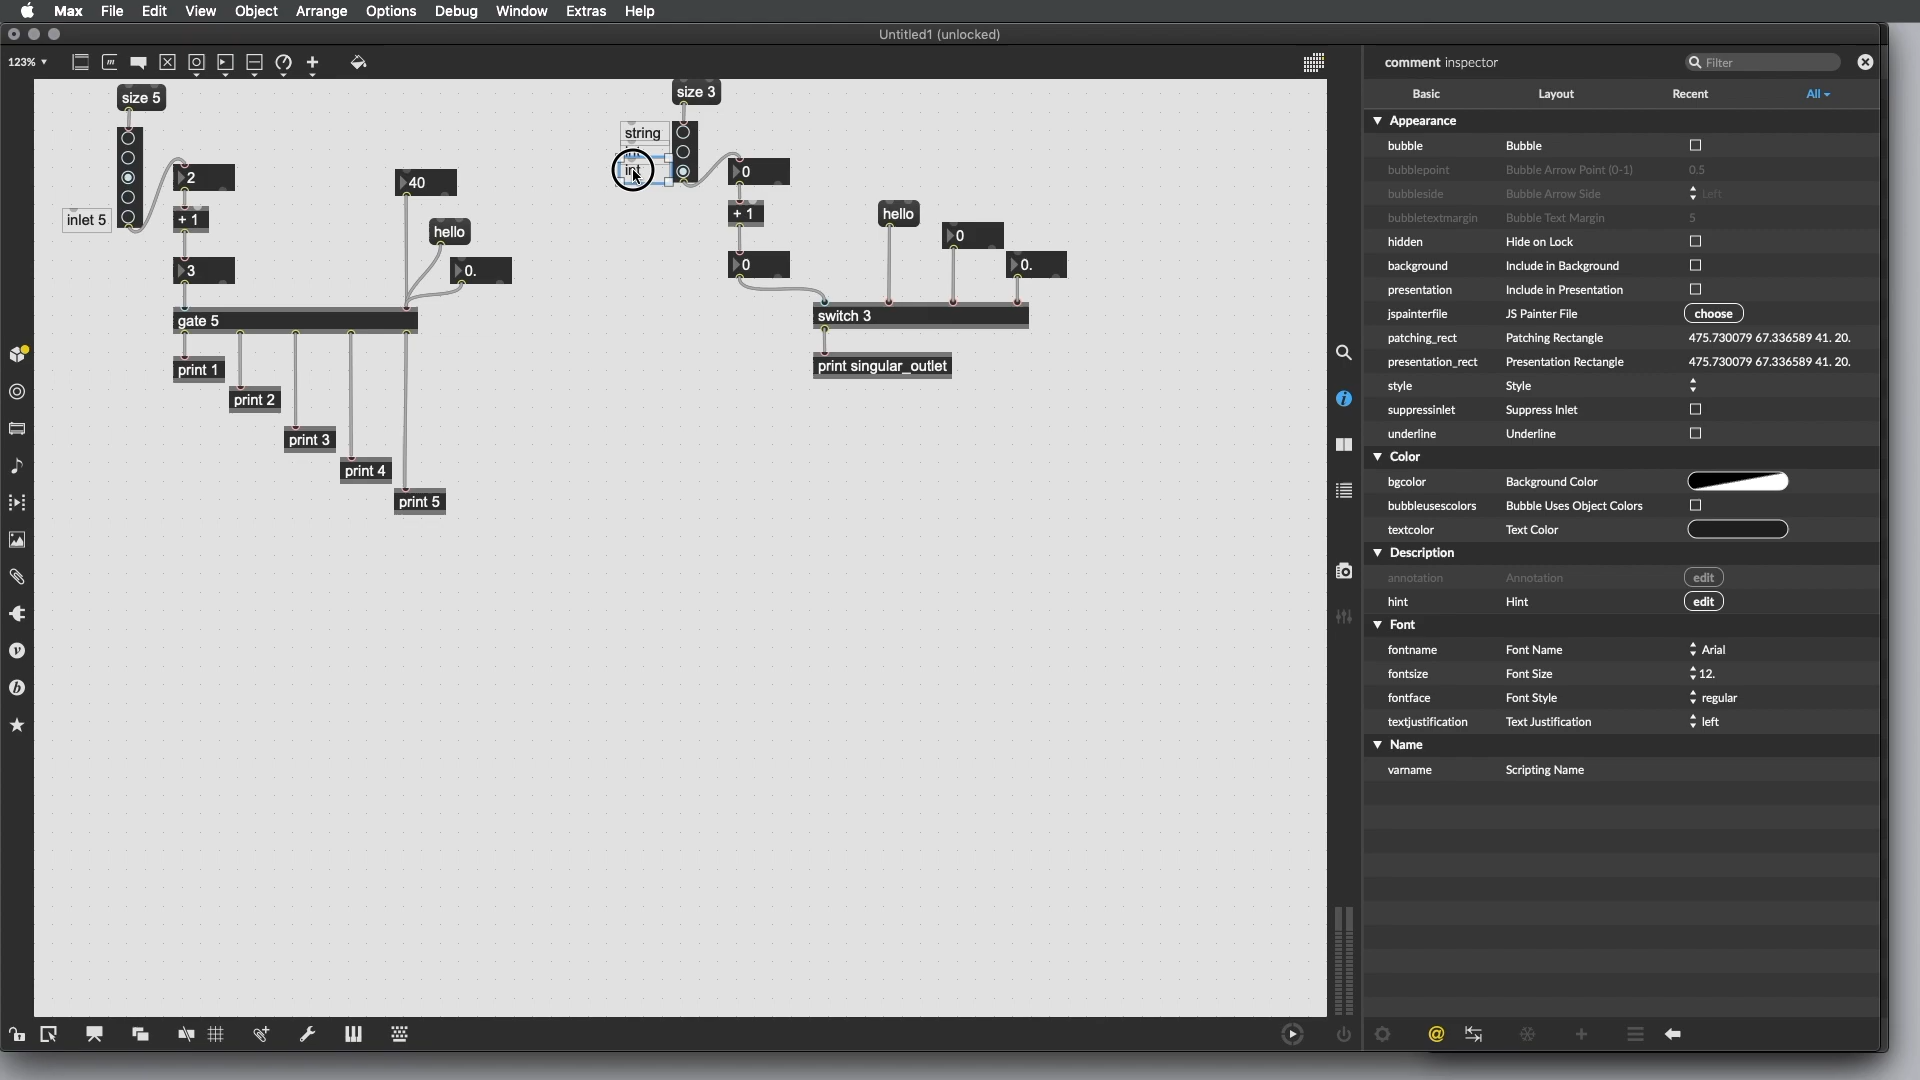 Max File Edit View Object Arrange Options Debug Window Extras Help
Untitled1 (unlocked)
123%
size 5
2
+ 1
inlet 5
3
gate 5
print 1
print 2
print 3
print 4
print 5
40
hello
0.
size 3
string
int
0
+ 1
0
hello
0
0.
switch 3
print singular_outlet
comment inspector
Filter
Basic Layout Recent All
Appearance
bubble Bubble
bubblepoint Bubble Arrow Point (0-1) 0.5
bubbleside Bubble Arrow Side Left
bubbletextmargin Bubble Text Margin 5
hidden Hide on Lock
background Include in Background
presentation Include in Presentation
jspainterfile JS Painter File choose
patching_rect Patching Rectangle 475.730079 67.336589 41. 20.
presentation_rect Presentation Rectangle 475.730079 67.336589 41. 20.
style Style
suppressinlet Suppress Inlet
underline Underline
Color
bgcolor Background Color
bubbleusescolors Bubble Uses Object Colors
textcolor Text Color
Description
annotation Annotation edit
hint Hint edit
Font
fontname Font Name Arial
fontsize Font Size 12.
fontface Font Style regular
textjustification Text Justification left
Name
varname Scripting Name